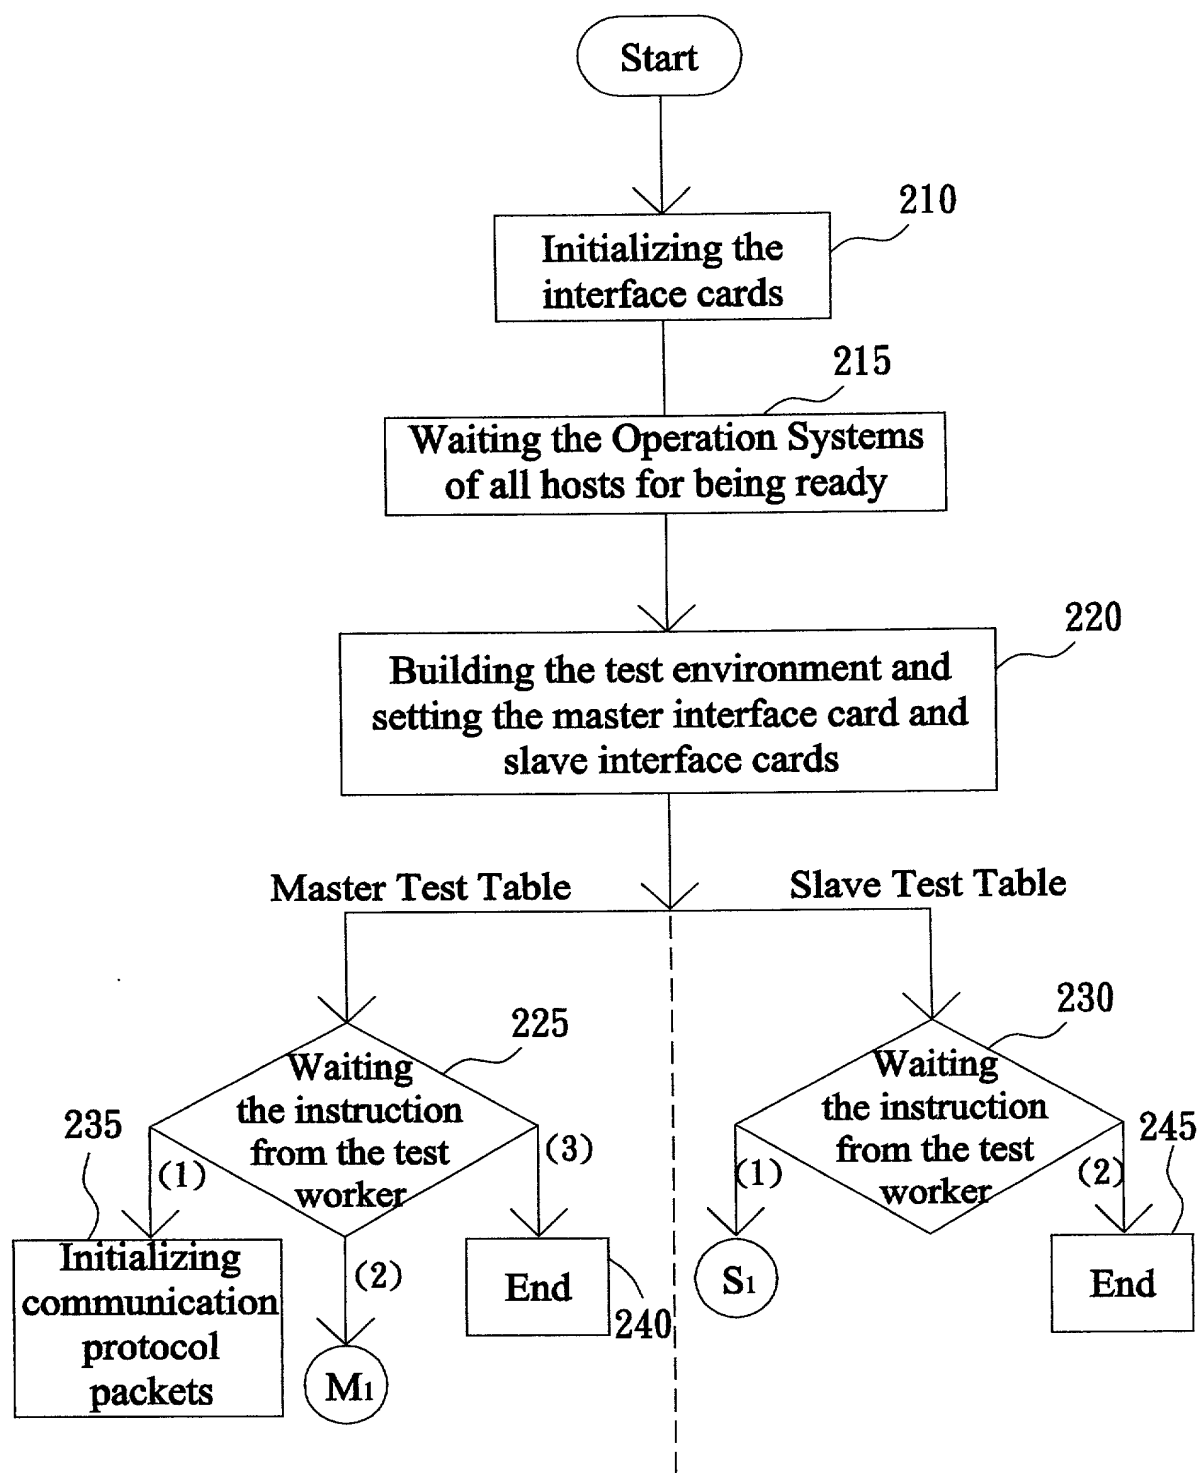 Start
210
Initializing the
interface cards
215
Waiting the Operation Systems
of all hosts for being ready
220
Building the test environment and
setting the master interface card and
slave interface cards
Master Test Table
Slave Test Table
225
Waiting
the instruction
from the test
worker
230
Waiting
the instruction
from the test
worker
235
(1)
(2)
(3)
(1)
(2)
245
Initializing
communication
protocol
packets
M1
End
240
S1
End